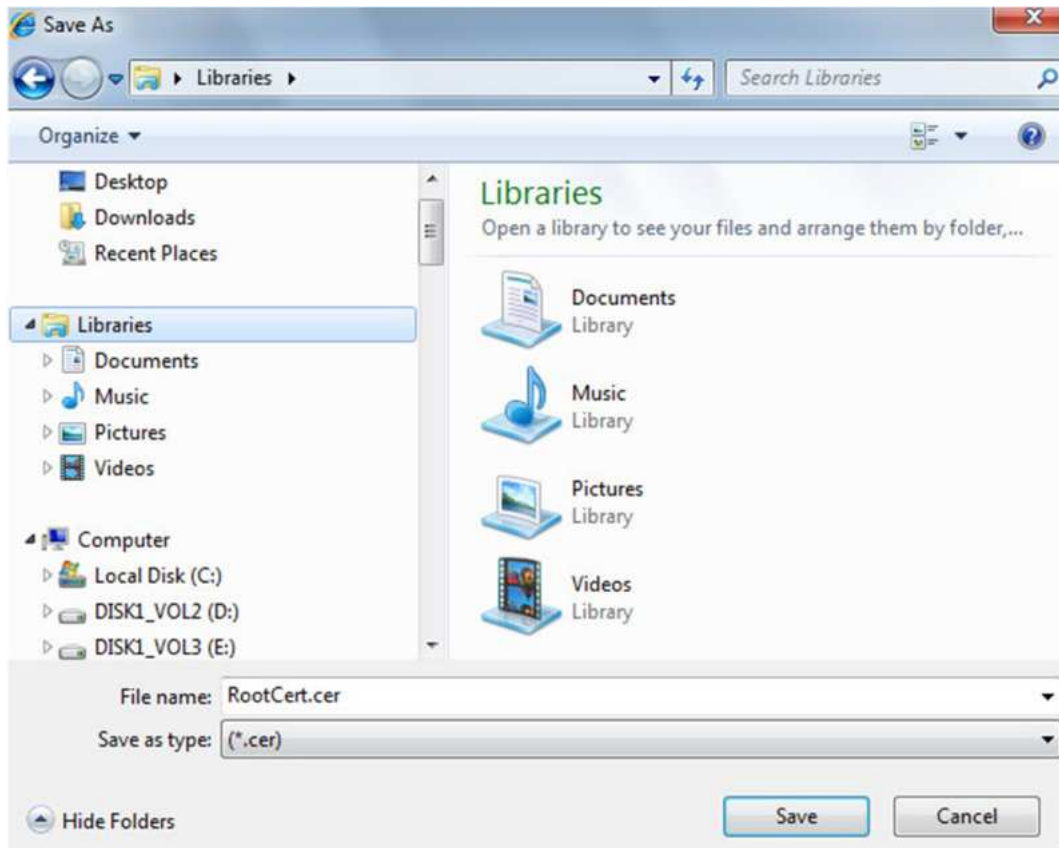 Save As
Libraries
Search Libraries
Organize
Desktop
Downloads
Recent Places
Libraries
Documents
Music
Pictures
Videos
Computer
Local Disk (C:)
DISK1_VOL2 (D:)
DISK1_VOL3 (E:)
Libraries
Open a library to see your files and arrange them by folder,...
Documents
Library
Music
Library
Pictures
Library
Videos
Library
File name: RootCert.cer
Save as type: (*.cer)
Hide Folders
Save
Cancel